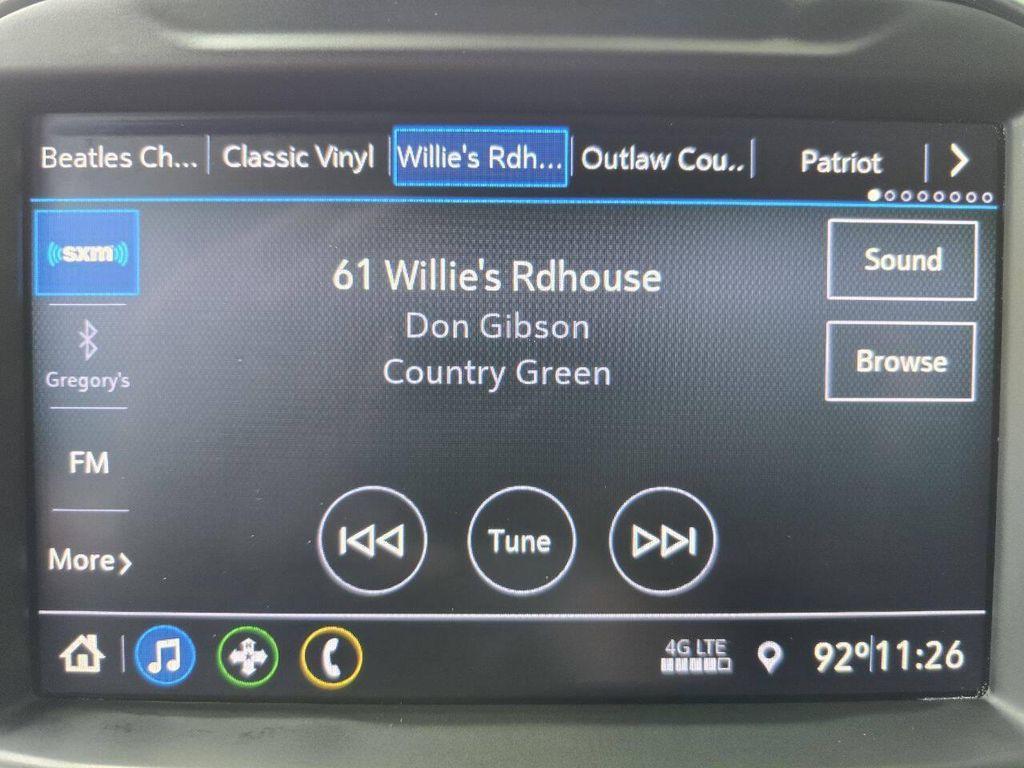 Beatles Ch... Classic Vinyl Willie's Rdh... Outlaw Cou.. Patriot
sxm
61 Willie's Rdhouse
Don Gibson
Country Green
Sound
Browse
Gregory's
FM
More
Tune
4G LTE
92° 11:26